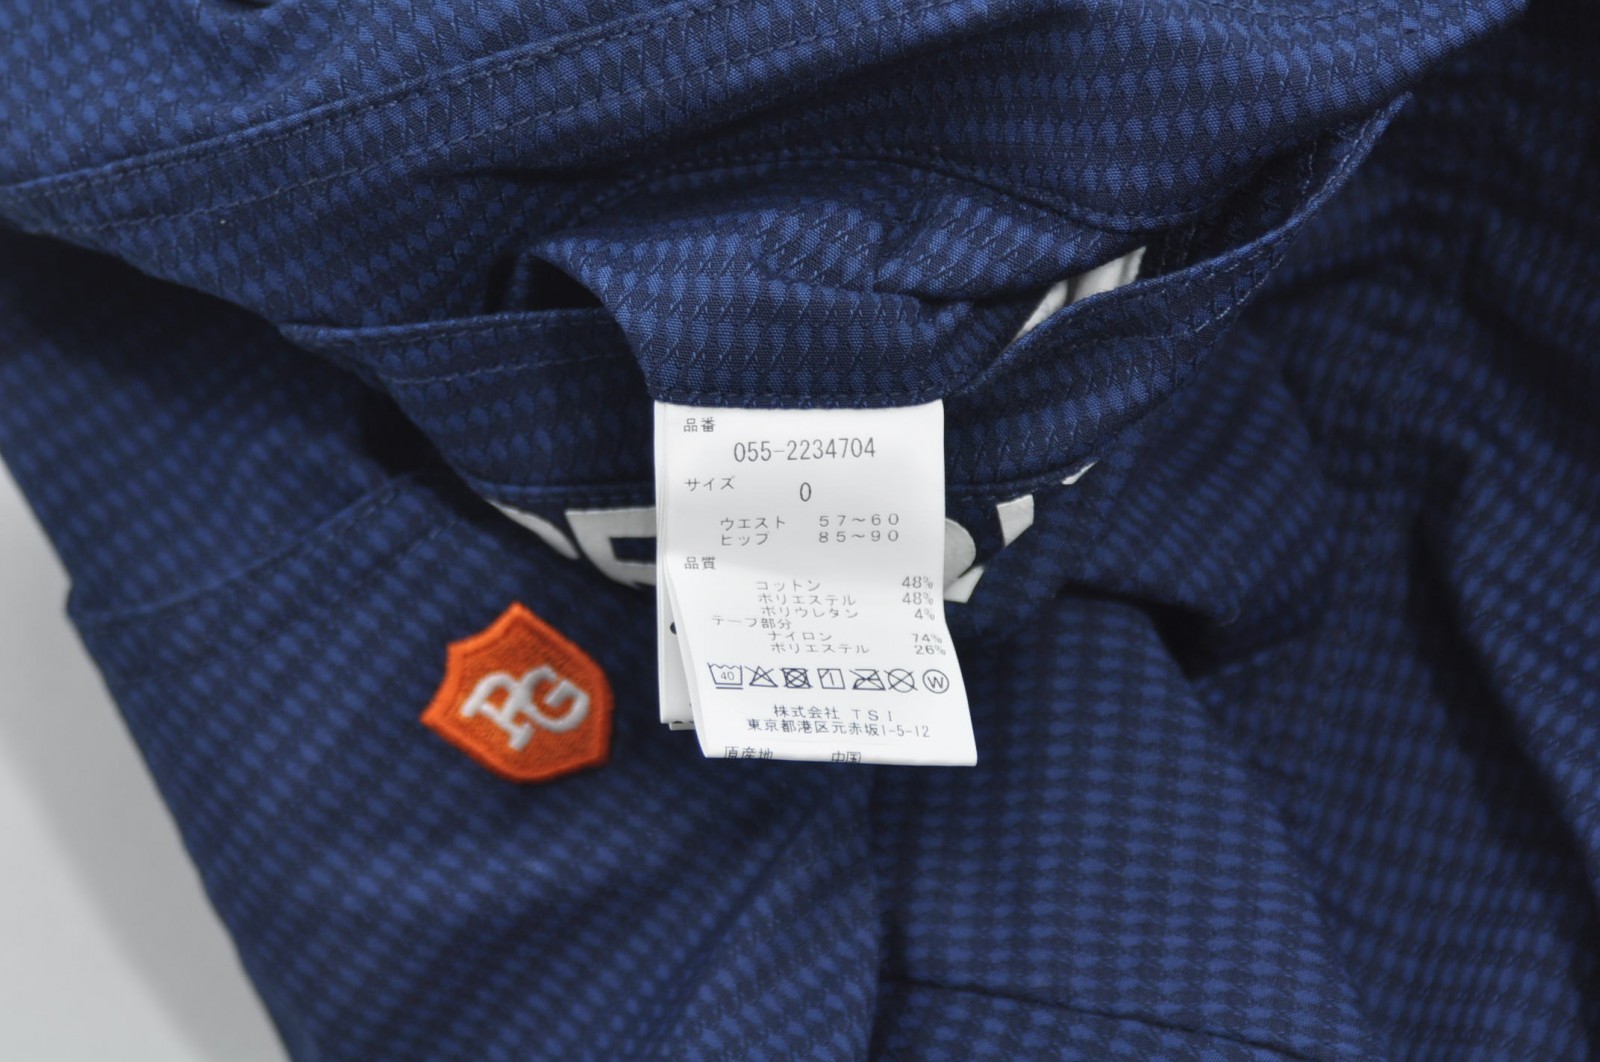 品番
055-2234704
サイズ 0
ウエスト 57～60
ヒップ 85～90
品質
コットン 48%
ポリエステル 48%
ポリウレタン 4%
テープ部分
ナイロン 74%
ポリエステル 26%
40 W
株式会社 TSI
東京都港区元赤坂1-5-12
原産地 中国
PG